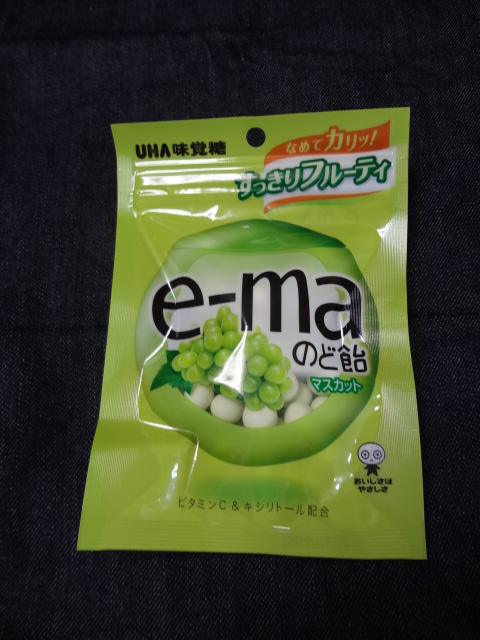 UHA味覚糖
なめてカリッ!
すっきりフルーティ
e-ma
のど飴
マスカット
おいしさは
やさしさ
ビタミンC & キシリトール配合